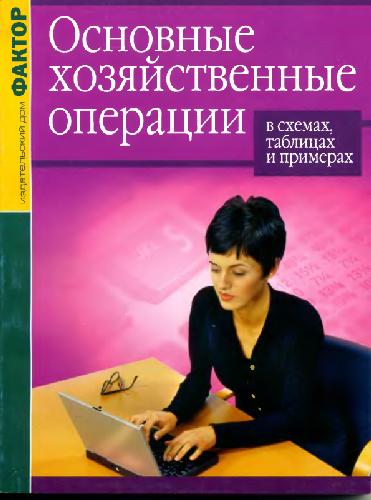 Основные
хозяйственные
операции
в схемах,
таблицах
и примерах
ИЗДАТЕЛЬСКИЙ ДОМ
ФАКТОР